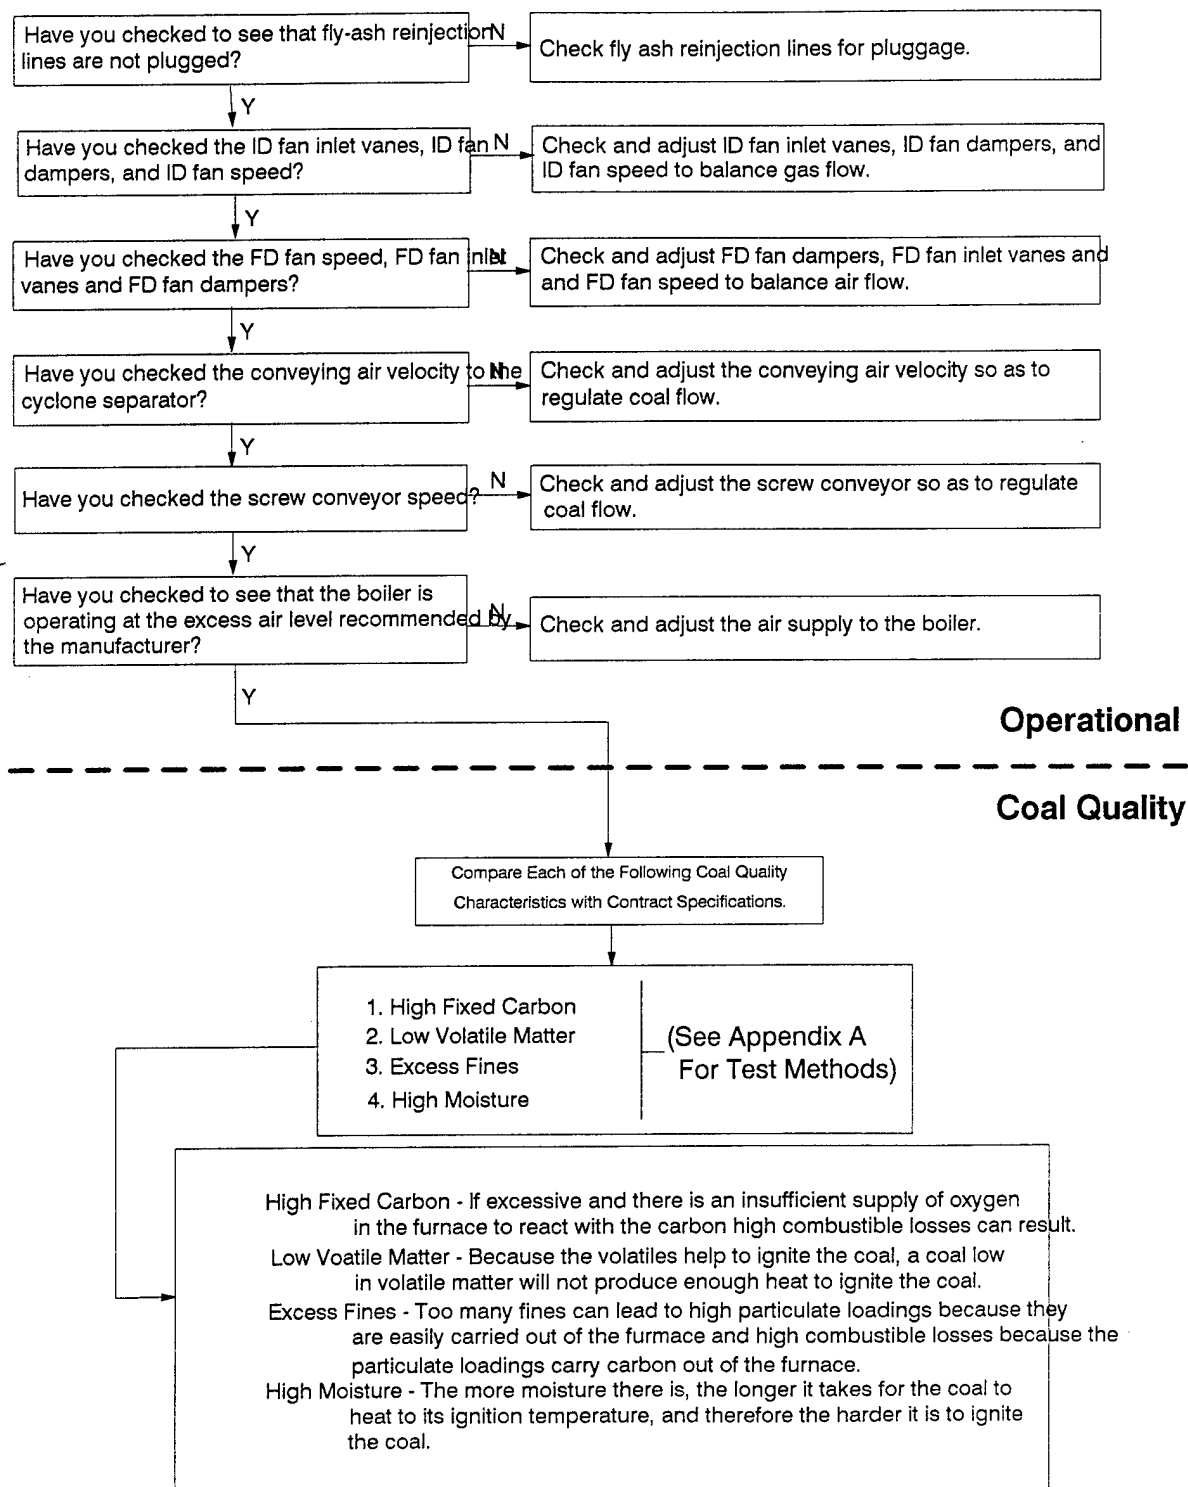 Have you checked to see that fly-ash reinjection
lines are not plugged?
N
Check fly ash reinjection lines for pluggage.
Y
Have you checked the ID fan inlet vanes, ID fan
dampers, and ID fan speed?
N
Check and adjust ID fan inlet vanes, ID fan dampers, and
ID fan speed to balance gas flow.
Y
Have you checked the FD fan speed, FD fan inlet
vanes and FD fan dampers?
N
Check and adjust FD fan dampers, FD fan inlet vanes and
and FD fan speed to balance air flow.
Y
Have you checked the conveying air velocity to the
cyclone separator?
N
Check and adjust the conveying air velocity so as to
regulate coal flow.
Y
Have you checked the screw conveyor speed?
N
Check and adjust the screw conveyor so as to regulate
coal flow.
Y
Have you checked to see that the boiler is
operating at the excess air level recommended by
the manufacturer?
N
Check and adjust the air supply to the boiler.
Y
Operational
Coal Quality
Compare Each of the Following Coal Quality
Characteristics with Contract Specifications.
1. High Fixed Carbon
2. Low Volatile Matter
3. Excess Fines
4. High Moisture
(See Appendix A
For Test Methods)
High Fixed Carbon - If excessive and there is an insufficient supply of oxygen
in the furnace to react with the carbon high combustible losses can result.
Low Voatile Matter - Because the volatiles help to ignite the coal, a coal low
in volatile matter will not produce enough heat to ignite the coal.
Excess Fines - Too many fines can lead to high particulate loadings because they
are easily carried out of the furmace and high combustible losses because the
particulate loadings carry carbon out of the furnace.
High Moisture - The more moisture there is, the longer it takes for the coal to
heat to its ignition temperature, and therefore the harder it is to ignite
the coal.